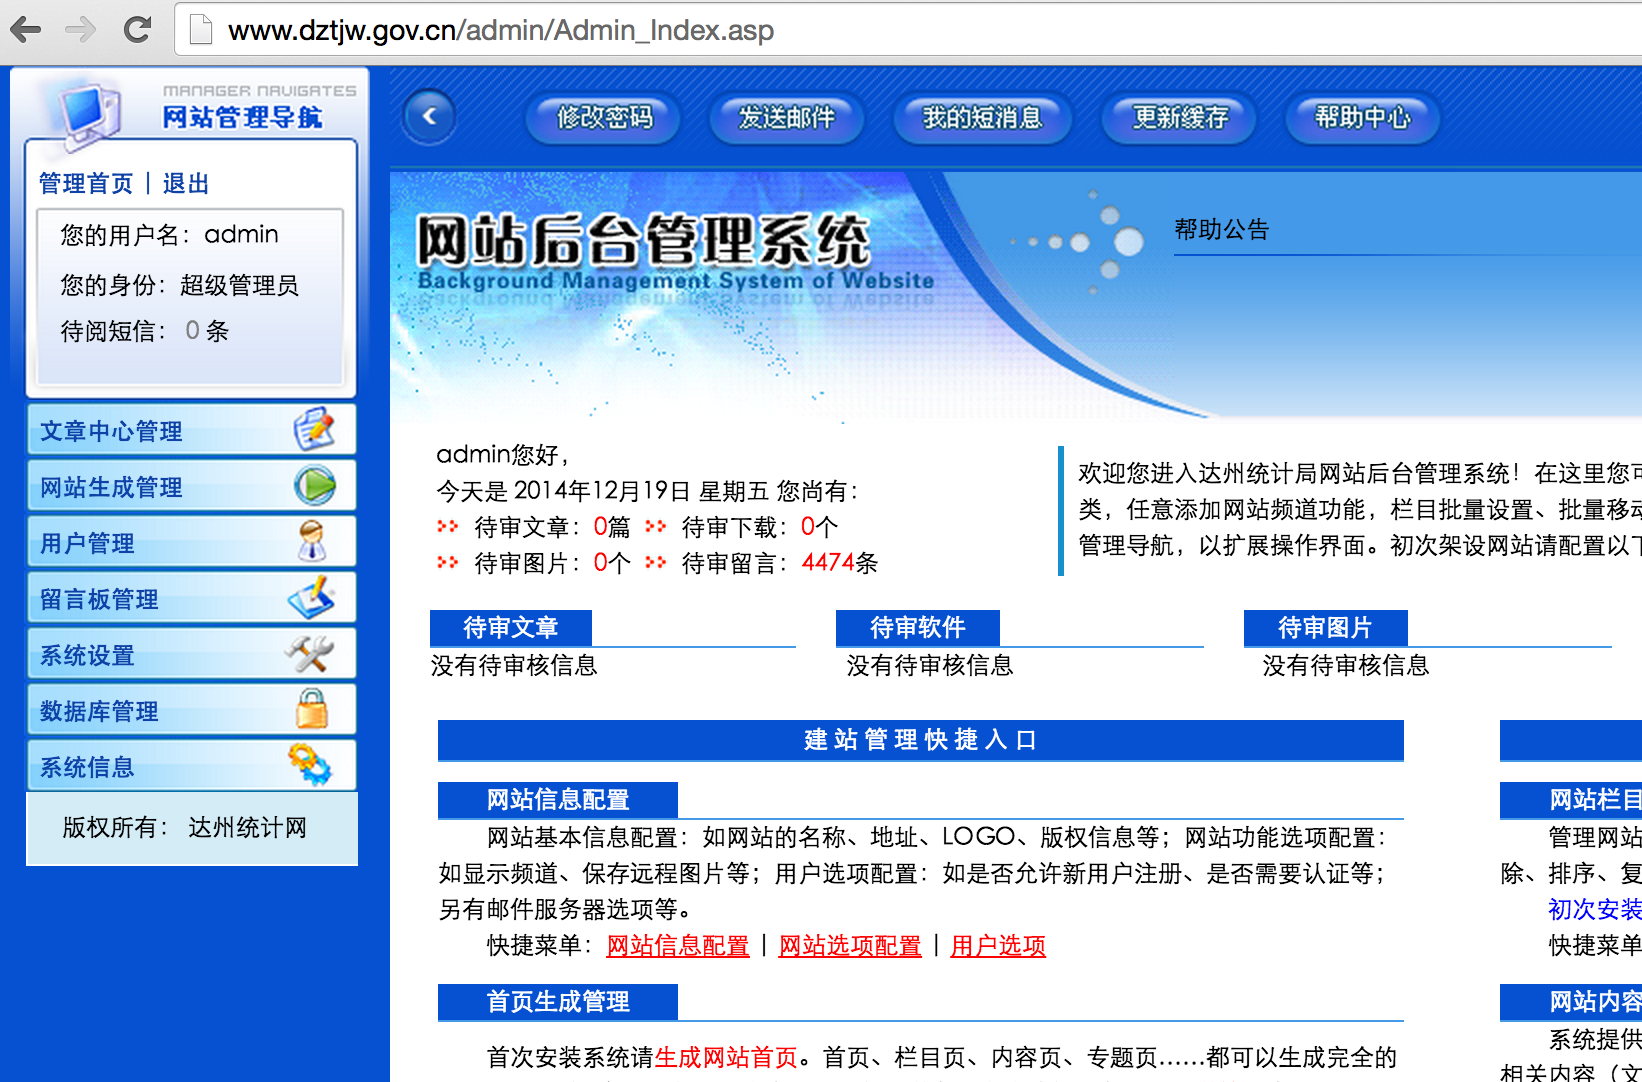 www.dztjw.gov.cn/admin/Admin_Index.asp
MANAGER NAVIGATES
网站管理导航
管理首页 | 退出
您的用户名：admin
您的身份：超级管理员
待阅短信： 0 条
文章中心管理
网站生成管理
用户管理
留言板管理
系统设置
数据库管理
系统信息
版权所有： 达州统计网
修改密码 发送邮件 我的短消息 更新缓存 帮助中心
网站后台管理系统
Background Management System of Website
帮助公告
admin您好，
今天是 2014年12月19日 星期五 您尚有：
待审文章：0篇 待审下载：0个
待审图片：0个 待审留言：4474条
欢迎您进入达州统计局网站后台管理系统！在这里您可
类，任意添加网站频道功能，栏目批量设置、批量移动
管理导航，以扩展操作界面。初次架设网站请配置以下
待审文章 待审软件 待审图片
没有待审核信息 没有待审核信息 没有待审核信息
建站管理快捷入口
网站信息配置
网站基本信息配置：如网站的名称、地址、LOGO、版权信息等；网站功能选项配置：
如显示频道、保存远程图片等；用户选项配置：如是否允许新用户注册、是否需要认证等；
另有邮件服务器选项等。
快捷菜单：网站信息配置 | 网站选项配置 | 用户选项
首页生成管理
首次安装系统请生成网站首页。首页、栏目页、内容页、专题页……都可以生成完全的
网站栏目
管理网站
除、排序、复
初次安装
快捷菜单
网站内容
系统提供
相关内容（文